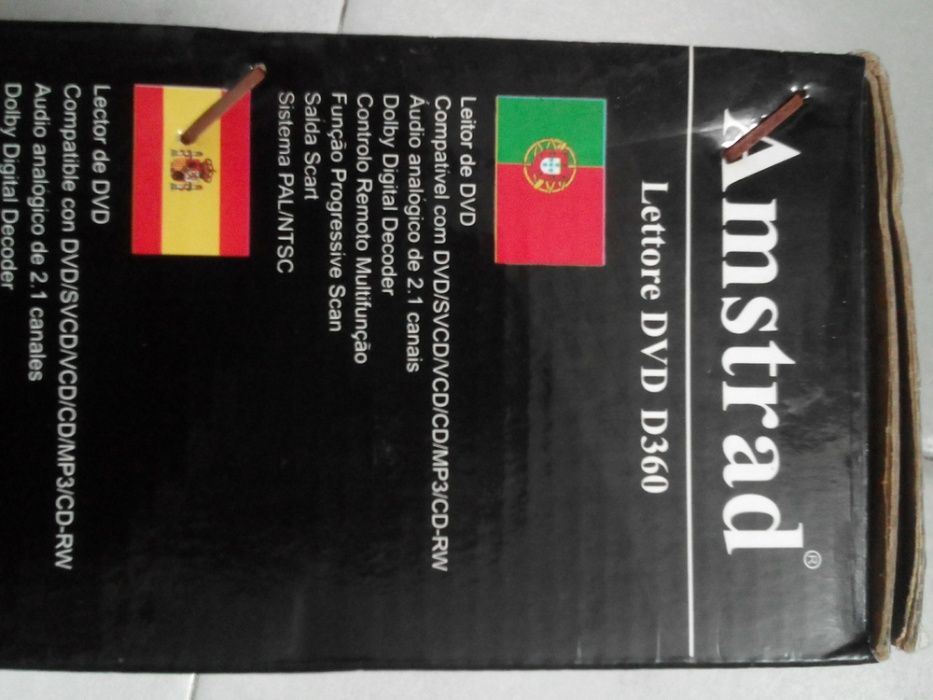 Amstrad®
Lettore DVD D360
Leitor de DVD
Compatível com DVD/SVCD/VCD/CD/MP3/CD-RW
Áudio analógico de 2.1 canais
Dolby Digital Decoder
Controlo Remoto Multifunção
Função Progressive Scan
Saída Scart
Sistema PAL/NTSC
Lector de DVD
Compatible con DVD/SVCD/VCD/CD/MP3/CD-RW
Audio analógico de 2.1 canales
Dolby Digital Decoder